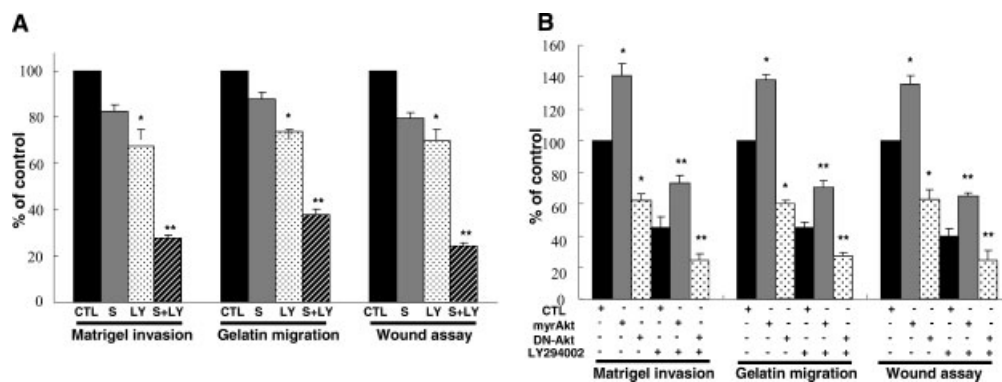 A
% of control
100
80
60
40
20
0
*
**
*
**
*
**
CTL S LY S+LY CTL S LY S+LY CTL S LY S+LY
Matrigel invasion Gelatin migration Wound assay
B
% of control
160
140
120
100
80
60
40
20
0
* * ** **
* * ** **
* * ** **
CTL + - - + - - + - - + - - + - - + - -
myrAkt - + - - + - - + - - + - - + - - + -
DN-Akt - - + - - + - - + - - + - - + - - +
LY294002 - - - + + + - - - + + + - - - + + +
Matrigel invasion Gelatin migration Wound assay